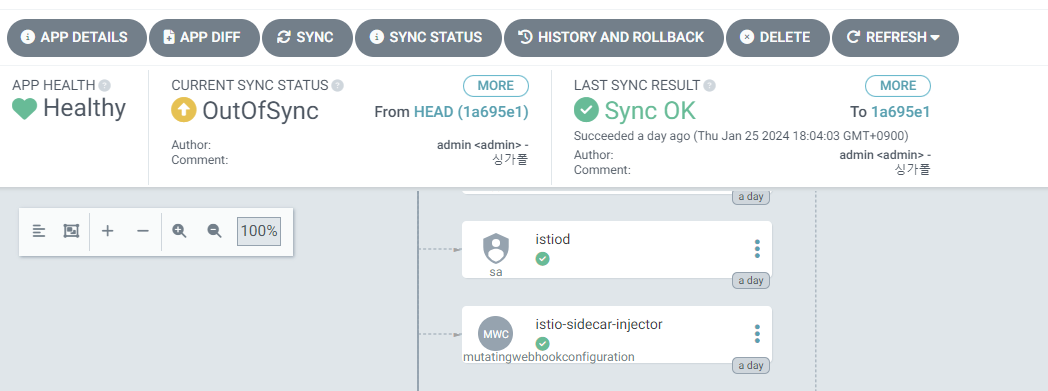 APP DETAILS APP DIFF SYNC SYNC STATUS HISTORY AND ROLLBACK DELETE REFRESH
APP HEALTH
Healthy
CURRENT SYNC STATUS MORE
OutOfSync From HEAD (1a695e1)
Author: admin <admin> -
Comment: 싱가폴
LAST SYNC RESULT MORE
Sync OK To 1a695e1
Succeeded a day ago (Thu Jan 25 2024 18:04:03 GMT+0900)
Author: admin <admin> -
Comment: 싱가폴
100%
a day
istiod
sa
a day
istio-sidecar-injector
MWC
mutatingwebhookconfiguration
a day